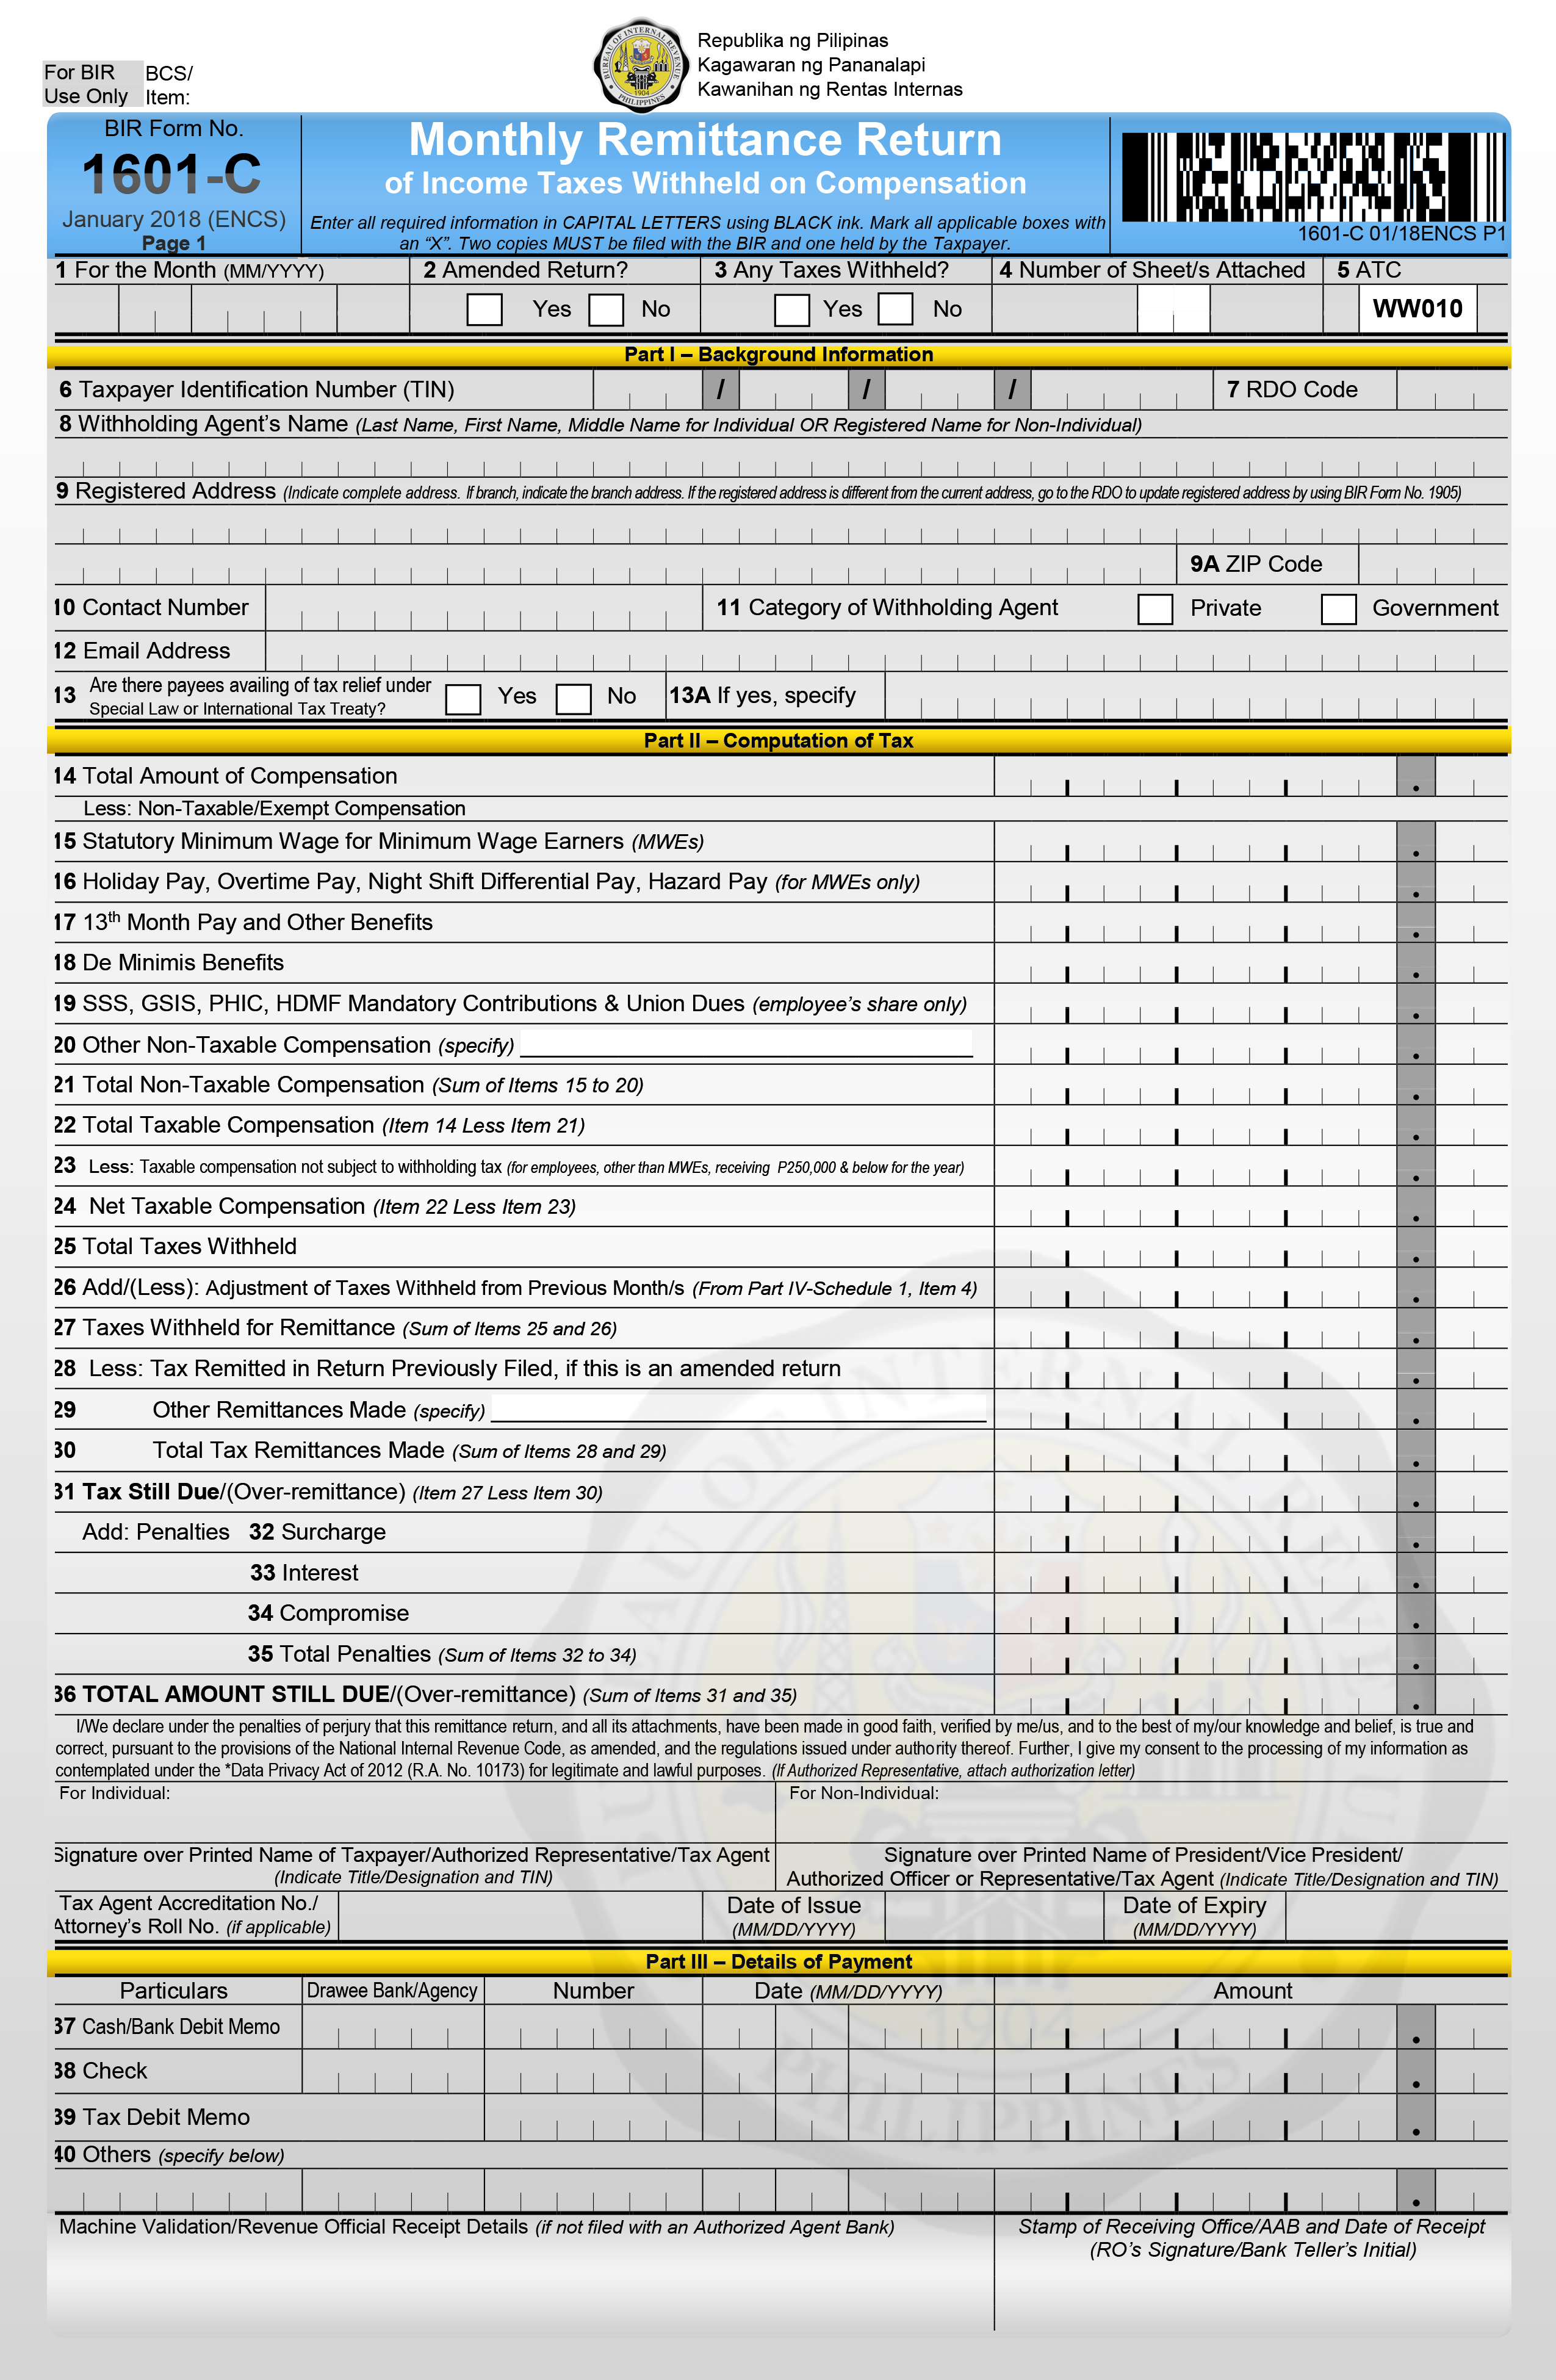 Republika ng Pilipinas
Kagawaran ng Pananalapi
Kawanihan ng Rentas Internas
BUREAU OF INTERNAL REVENUE
1904
PHILIPPINES
For BIR BCS/
Use Only Item:
BIR Form No.
1601-C
January 2018 (ENCS)
Page 1
Monthly Remittance Return
of Income Taxes Withheld on Compensation
Enter all required information in CAPITAL LETTERS using BLACK ink. Mark all applicable boxes with
an “X”. Two copies MUST be filed with the BIR and one held by the Taxpayer.
1601-C 01/18ENCS P1
1 For the Month (MM/YYYY) 2 Amended Return? 3 Any Taxes Withheld? 4 Number of Sheet/s Attached 5 ATC
Yes No Yes No WW010
Part I – Background Information
6 Taxpayer Identification Number (TIN) / / / 7 RDO Code
8 Withholding Agent’s Name (Last Name, First Name, Middle Name for Individual OR Registered Name for Non-Individual)
9 Registered Address (Indicate complete address. If branch, indicate the branch address. If the registered address is different from the current address, go to the RDO to update registered address by using BIR Form No. 1905)
9A ZIP Code
10 Contact Number 11 Category of Withholding Agent Private Government
12 Email Address
13 Are there payees availing of tax relief under
Special Law or International Tax Treaty? Yes No 13A If yes, specify
Part II – Computation of Tax
14 Total Amount of Compensation .
Less: Non-Taxable/Exempt Compensation
15 Statutory Minimum Wage for Minimum Wage Earners (MWEs) .
16 Holiday Pay, Overtime Pay, Night Shift Differential Pay, Hazard Pay (for MWEs only) .
17 13th Month Pay and Other Benefits .
18 De Minimis Benefits .
19 SSS, GSIS, PHIC, HDMF Mandatory Contributions & Union Dues (employee’s share only) .
20 Other Non-Taxable Compensation (specify) .
21 Total Non-Taxable Compensation (Sum of Items 15 to 20) .
22 Total Taxable Compensation (Item 14 Less Item 21) .
23 Less: Taxable compensation not subject to withholding tax (for employees, other than MWEs, receiving P250,000 & below for the year) .
24 Net Taxable Compensation (Item 22 Less Item 23) .
25 Total Taxes Withheld .
26 Add/(Less): Adjustment of Taxes Withheld from Previous Month/s (From Part IV-Schedule 1, Item 4) .
27 Taxes Withheld for Remittance (Sum of Items 25 and 26) .
28 Less: Tax Remitted in Return Previously Filed, if this is an amended return .
29 Other Remittances Made (specify) .
30 Total Tax Remittances Made (Sum of Items 28 and 29) .
31 Tax Still Due/(Over-remittance) (Item 27 Less Item 30) .
Add: Penalties 32 Surcharge .
33 Interest .
34 Compromise .
35 Total Penalties (Sum of Items 32 to 34) .
36 TOTAL AMOUNT STILL DUE/(Over-remittance) (Sum of Items 31 and 35) .
I/We declare under the penalties of perjury that this remittance return, and all its attachments, have been made in good faith, verified by me/us, and to the best of my/our knowledge and belief, is true and
correct, pursuant to the provisions of the National Internal Revenue Code, as amended, and the regulations issued under authority thereof. Further, I give my consent to the processing of my information as
contemplated under the *Data Privacy Act of 2012 (R.A. No. 10173) for legitimate and lawful purposes. (If Authorized Representative, attach authorization letter)
For Individual: For Non-Individual:
Signature over Printed Name of Taxpayer/Authorized Representative/Tax Agent
(Indicate Title/Designation and TIN)
Signature over Printed Name of President/Vice President/
Authorized Officer or Representative/Tax Agent (Indicate Title/Designation and TIN)
Tax Agent Accreditation No./
Attorney’s Roll No. (if applicable)
Date of Issue
(MM/DD/YYYY)
Date of Expiry
(MM/DD/YYYY)
Part III – Details of Payment
Particulars Drawee Bank/Agency Number Date (MM/DD/YYYY) Amount
37 Cash/Bank Debit Memo .
38 Check .
39 Tax Debit Memo .
40 Others (specify below)
.
Machine Validation/Revenue Official Receipt Details (if not filed with an Authorized Agent Bank)
Stamp of Receiving Office/AAB and Date of Receipt
(RO’s Signature/Bank Teller’s Initial)
BUREAU OF INTERNAL REVENUE
1904
PHILIPPINES